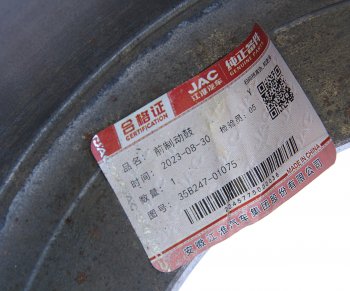 合格证
CERTIFICATION
JAC
江淮汽车
纯正备件
GENUINE PARTS
品名：前制动鼓
时间：2023-08-30
检验员：05
Y
数量：1
图号：35B247-01075
MADE IN CHINA
安徽江淮汽车集团股份有限公司